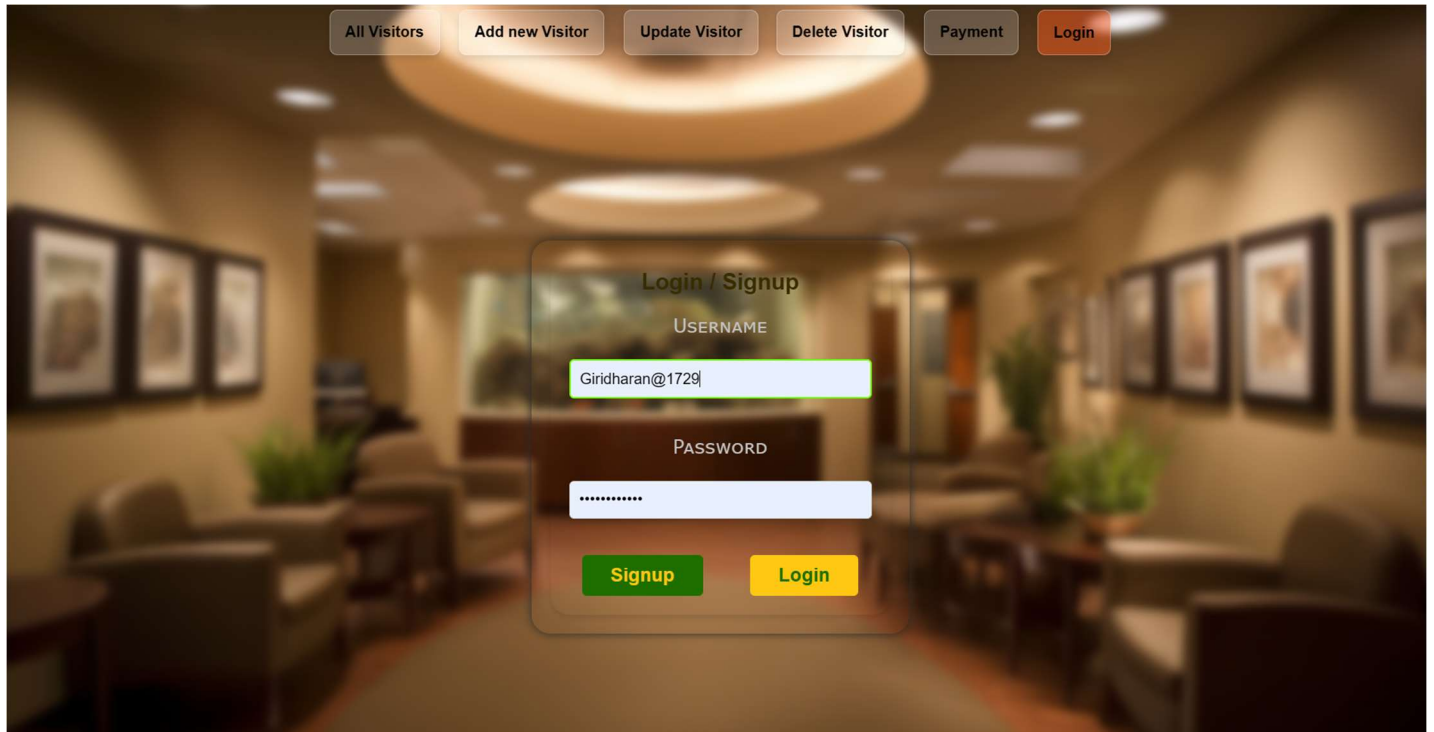 All Visitors Add new Visitor Update Visitor Delete Visitor Payment Login
Login / Signup
Username
Giridharan@1729
Password
••••••••••••
Signup Login